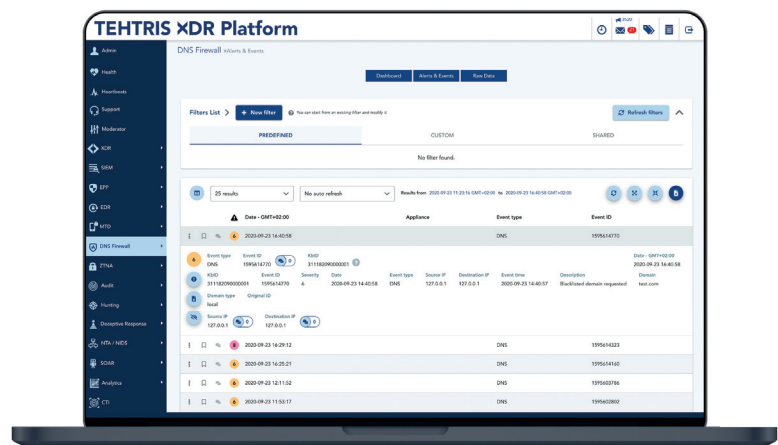 TEHTRIS XDR Platform
Admin
Health
Heartbeats
Support
Moderator
XDR
SIEM
EPP
EDR
MTD
DNS Firewall
ZTNA
Audit
Hunting
Deceptive Response
NTA / NIDS
SOAR
Analytics
CTI
DNS Firewall »Alerts & Events
Dashboard Alerts & Events Raw Data
Filters List + New filter You can start from an existing filter and modify it Refresh filters
PREDEFINED CUSTOM SHARED
No filter found.
25 results No auto refresh Results from 2020-09-23 to 2020-09-23 16:40:58 GMT+02:00
Date - GMT+02:00 Appliance Event type Event ID
6 2020-09-23 16:40:58 DNS 1595614770
6 Event type Event ID KbID Date - GMT+02:00
DNS 1595614770 0 311182090000001 2020-09-23 16:40:58
KbID Event ID Severity Date Event type Source IP Destination IP Event time Description Domain
311182090000001 1595614770 6 2020-09-23 14:40:58 DNS 127.0.0.1 127.0.0.1 2020-09-23 14:40:57 Blacklisted domain requested test.com
Domain type Original ID
local
Source IP Destination IP
127.0.0.1 0 127.0.0.1 0
8 2020-09-23 16:29:12 DNS 1595614323
6 2020-09-23 16:25:21 DNS 1595614160
6 2020-09-23 12:11:52 DNS 1595603786
6 2020-09-23 11:53:17 DNS 1595602802